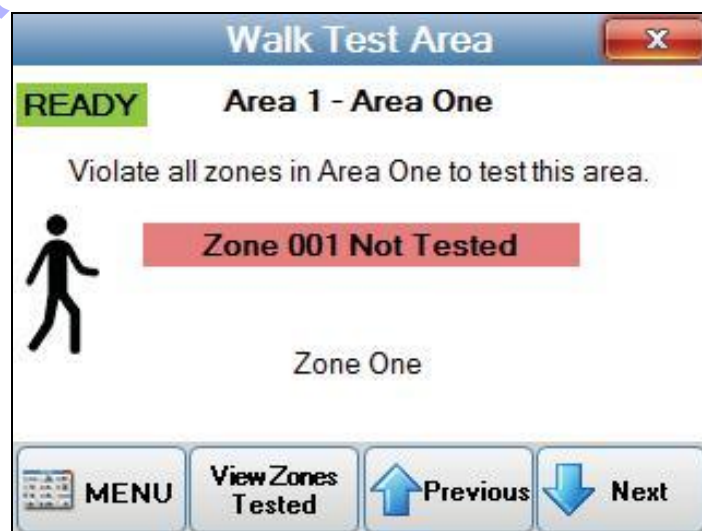 Walk Test Area
x
READY
Area 1 - Area One
Violate all zones in Area One to test this area.
Zone 001 Not Tested
Zone One
MENU
View Zones
Tested
Previous
Next